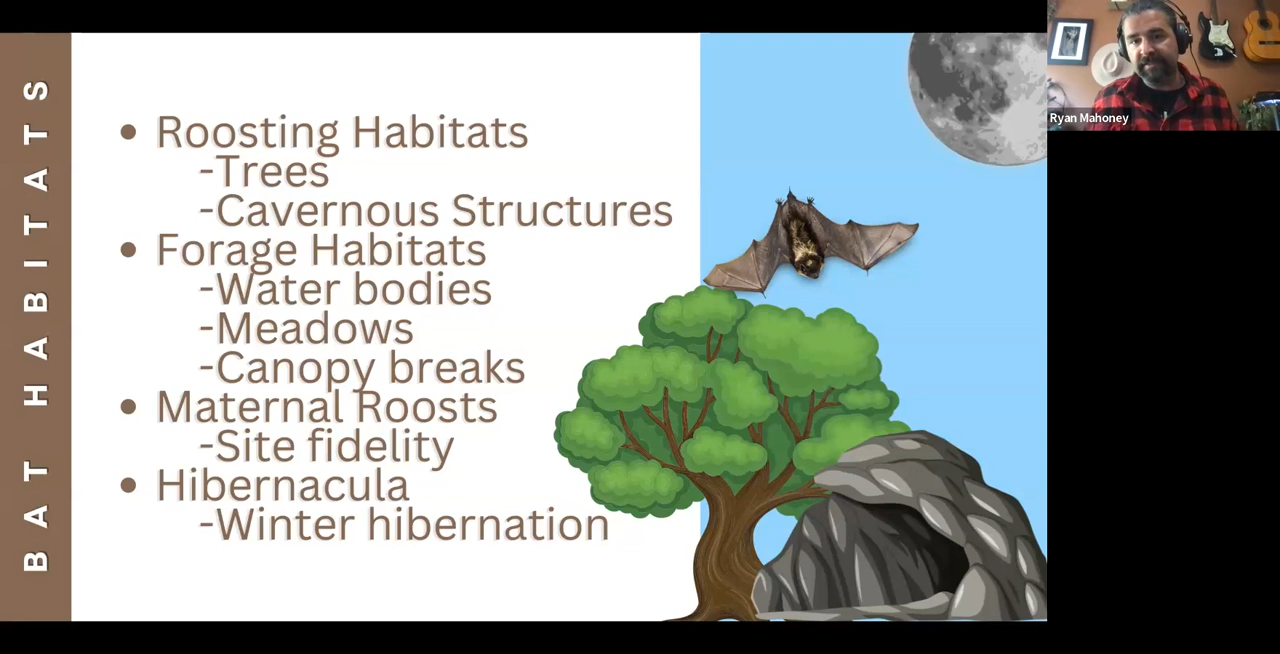 BAT HABITATS
• Roosting Habitats
-Trees
-Cavernous Structures
• Forage Habitats
-Water bodies
-Meadows
-Canopy breaks
• Maternal Roosts
-Site fidelity
• Hibernacula
-Winter hibernation
Ryan Mahoney